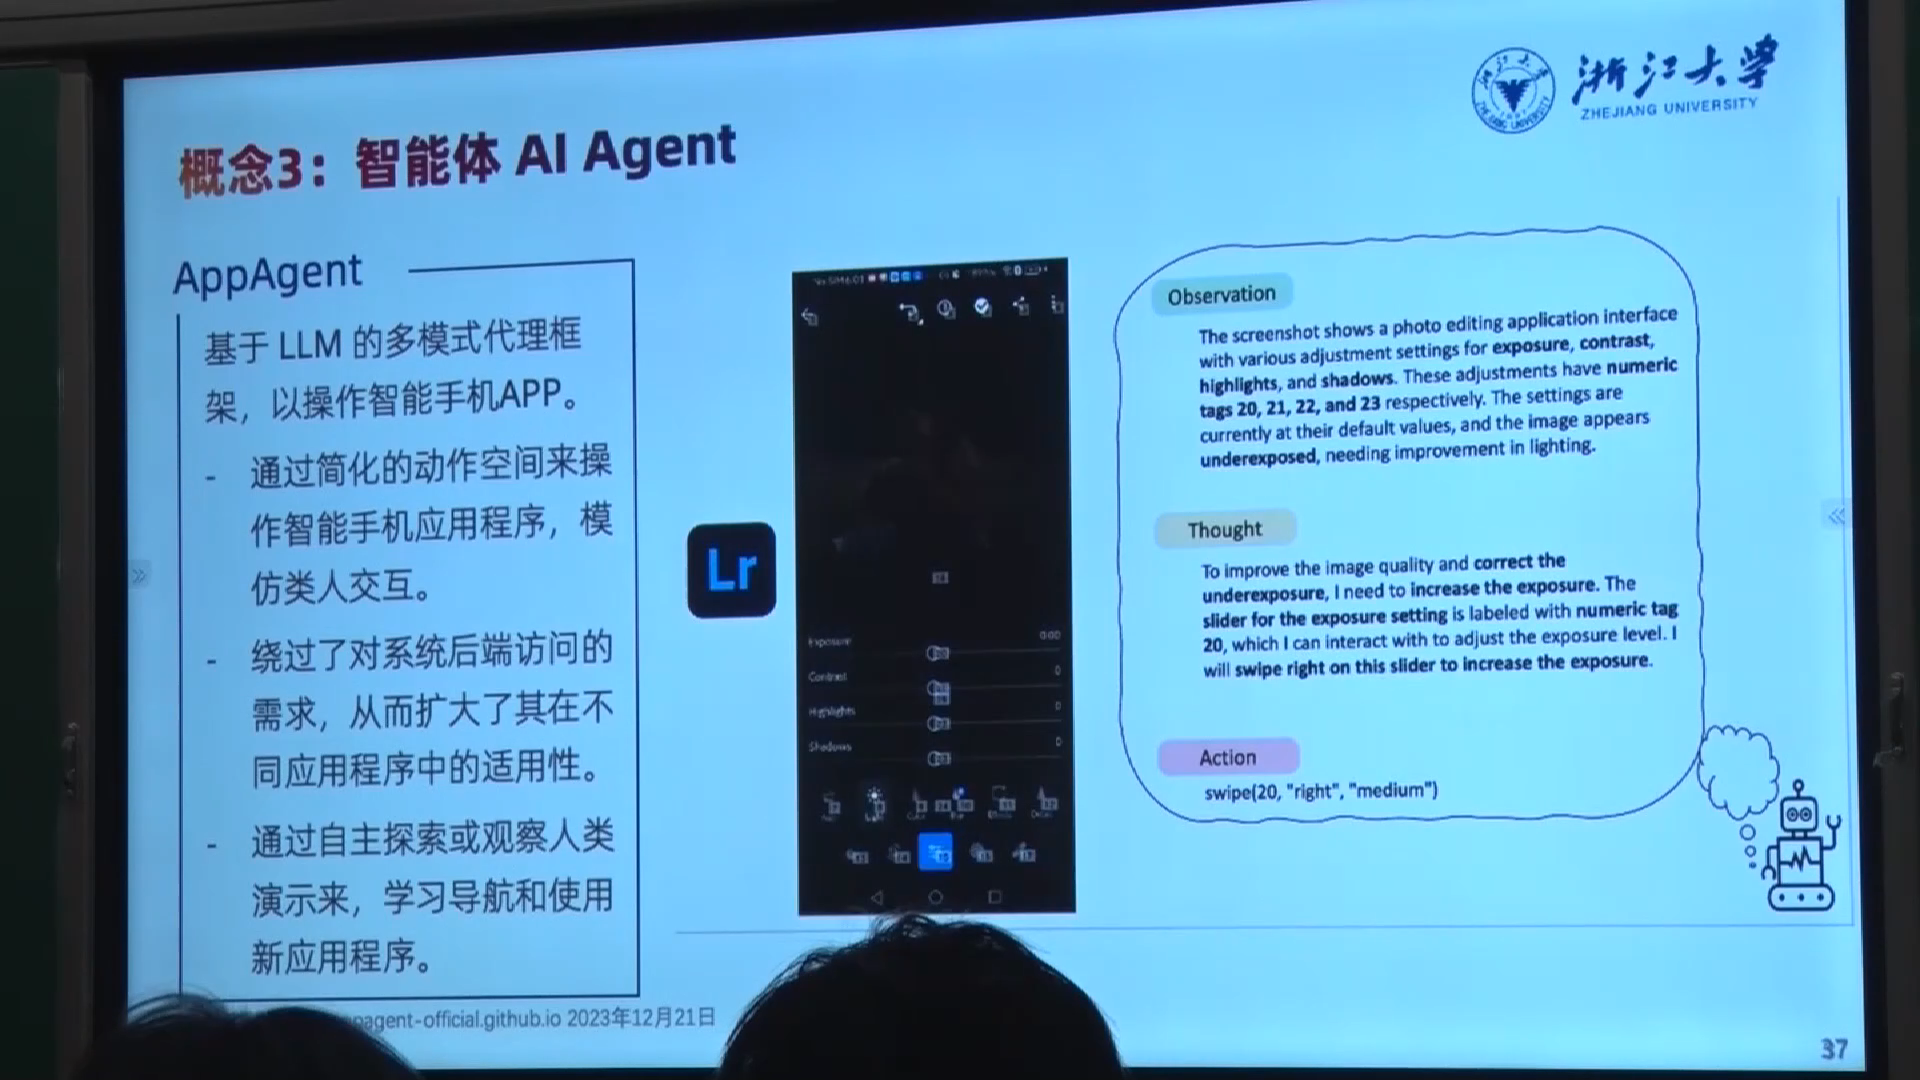 浙江大学
ZHEJIANG UNIVERSITY
概念3：智能体 AI Agent
AppAgent
基于 LLM 的多模式代理框
架，以操作智能手机APP。
- 通过简化的动作空间来操
作智能手机应用程序，模
仿类人交互。
- 绕过了对系统后端访问的
需求，从而扩大了其在不
同应用程序中的适用性。
- 通过自主探索或观察人类
演示来，学习导航和使用
新应用程序。
Lr
Exposure
0.00
Contrast
0
Highlights
0
Shadows
0
Observation
The screenshot shows a photo editing application interface
with various adjustment settings for exposure, contrast,
highlights, and shadows. These adjustments have numeric
tags 20, 21, 22, and 23 respectively. The settings are
currently at their default values, and the image appears
underexposed, needing improvement in lighting.
Thought
To improve the image quality and correct the
underexposure, I need to increase the exposure. The
slider for the exposure setting is labeled with numeric tag
20, which I can interact with to adjust the exposure level. I
will swipe right on this slider to increase the exposure.
Action
swipe(20, "right", "medium")
agent-official.github.io 2023年12月21日
37